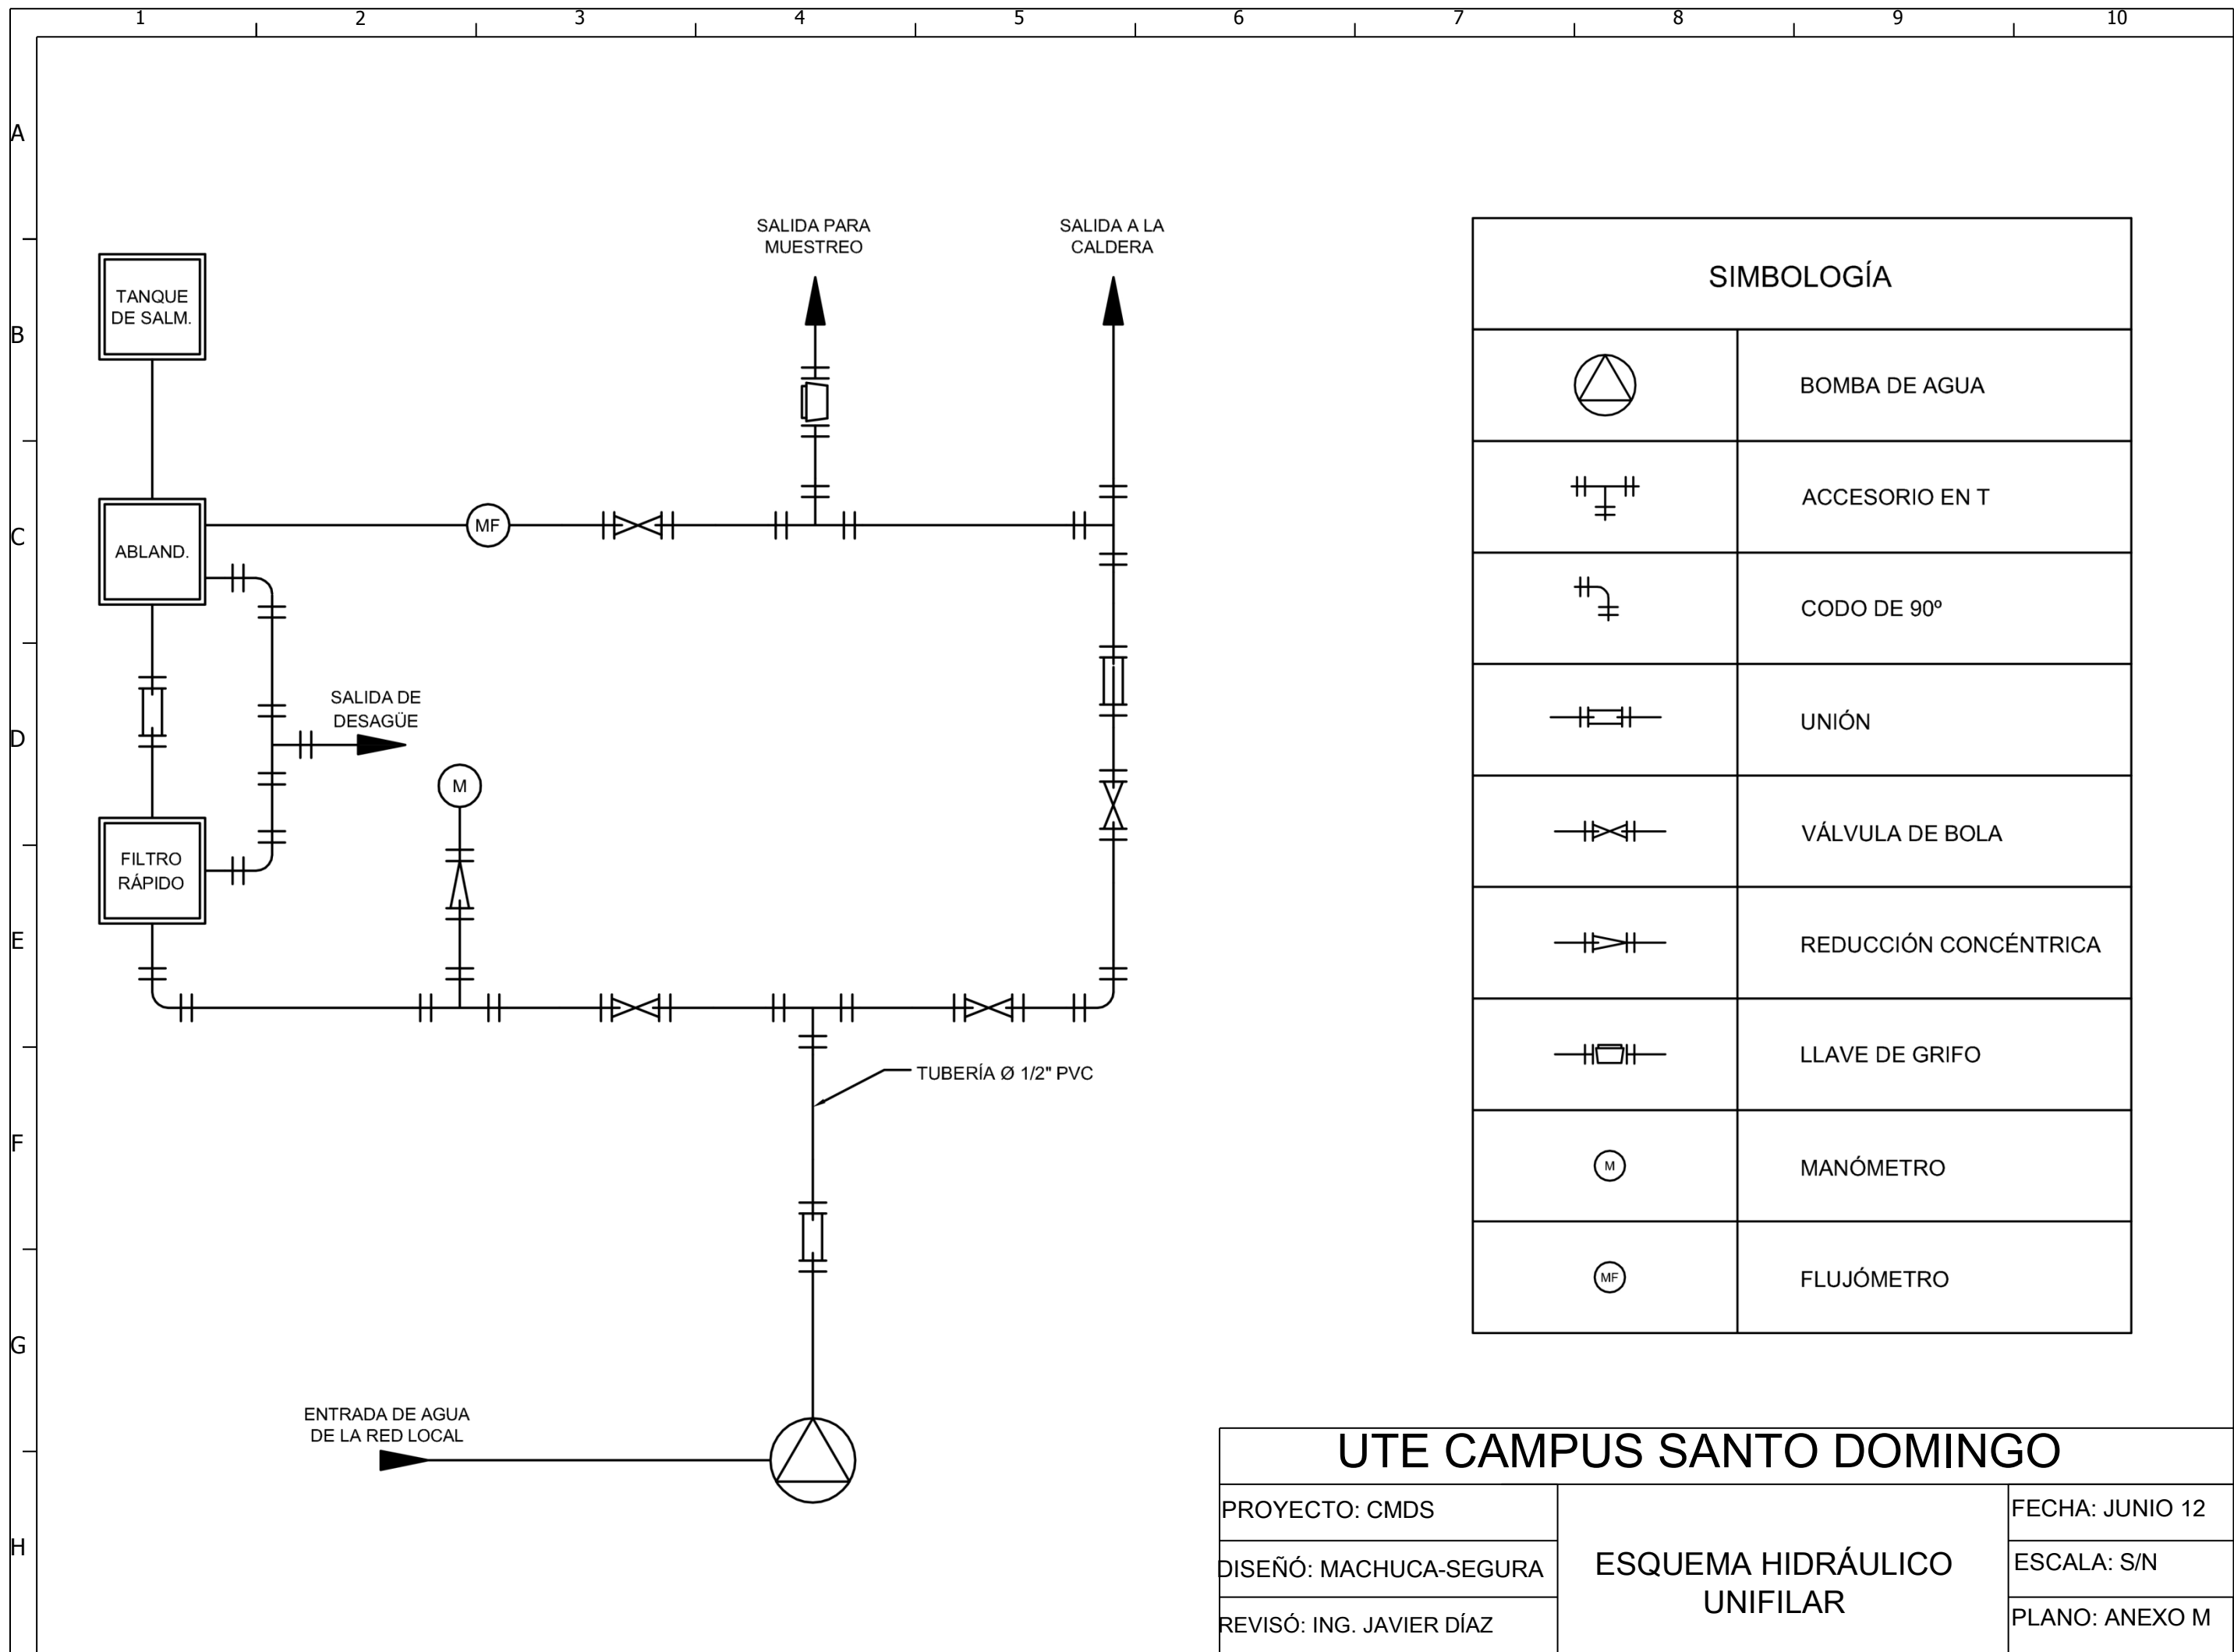 1 2 3 4 5 6 7 8 9 10
A
B
C
D
E
F
G
H
SALIDA PARA
MUESTREO
SALIDA A LA
CALDERA
TANQUE
DE SALM.
MF
ABLAND.
SALIDA DE
DESAGÜE
M
FILTRO
RÁPIDO
TUBERÍA Ø 1/2" PVC
ENTRADA DE AGUA
DE LA RED LOCAL
SIMBOLOGÍA
BOMBA DE AGUA
ACCESORIO EN T
CODO DE 90º
UNIÓN
VÁLVULA DE BOLA
REDUCCIÓN CONCÉNTRICA
LLAVE DE GRIFO
M MANÓMETRO
MF FLUJÓMETRO
UTE CAMPUS SANTO DOMINGO
PROYECTO: CMDS
DISEÑÓ: MACHUCA-SEGURA
REVISÓ: ING. JAVIER DÍAZ
ESQUEMA HIDRÁULICO
UNIFILAR
FECHA: JUNIO 12
ESCALA: S/N
PLANO: ANEXO M